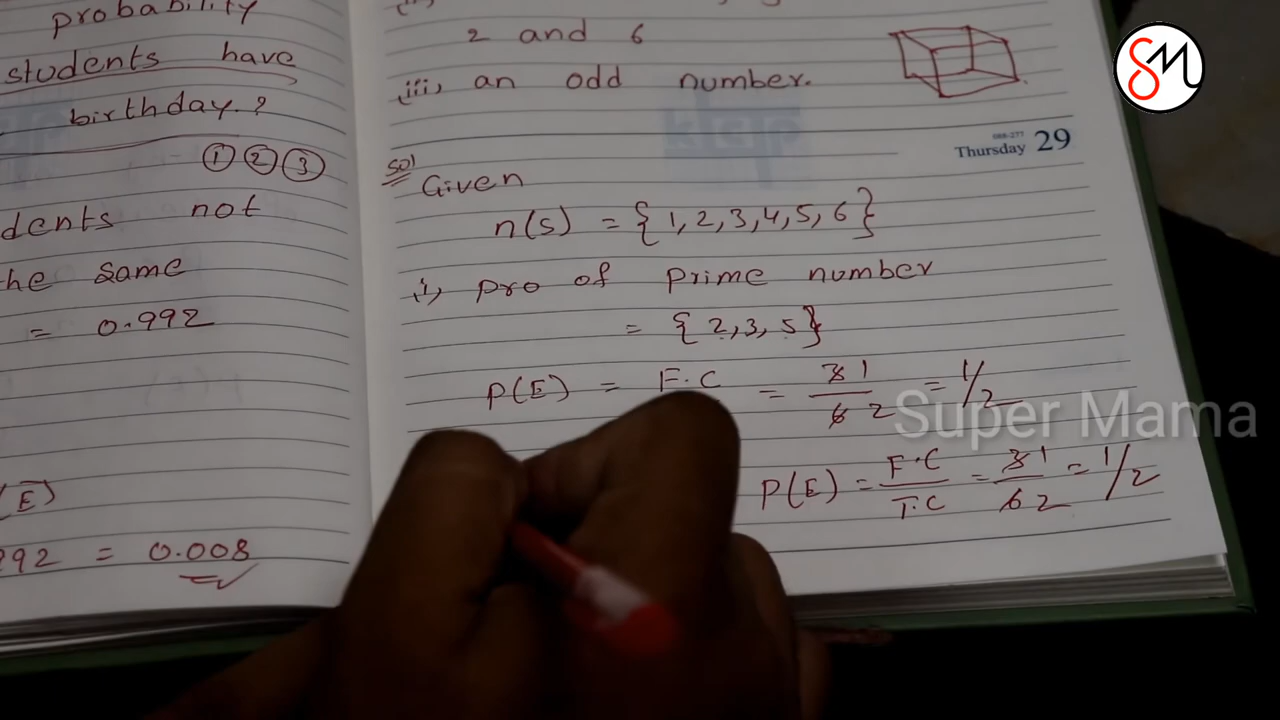 probability
students have
birthday.?
① ② ③
dents not
he same
= 0.992
(E)
992 = 0.008
2 and 6
(iii) an odd number.
Thursday 29
Sol
Given
n(s) = { 1, 2, 3, 4, 5, 6 }
(i) pro of prime number
= { 2, 3, 5 }
P(E) = F.C = 3 1 / 6 2 = 1/2
P(E) = F.C / T.C = 3 1 / 6 2 = 1/2
SM
Super Mama